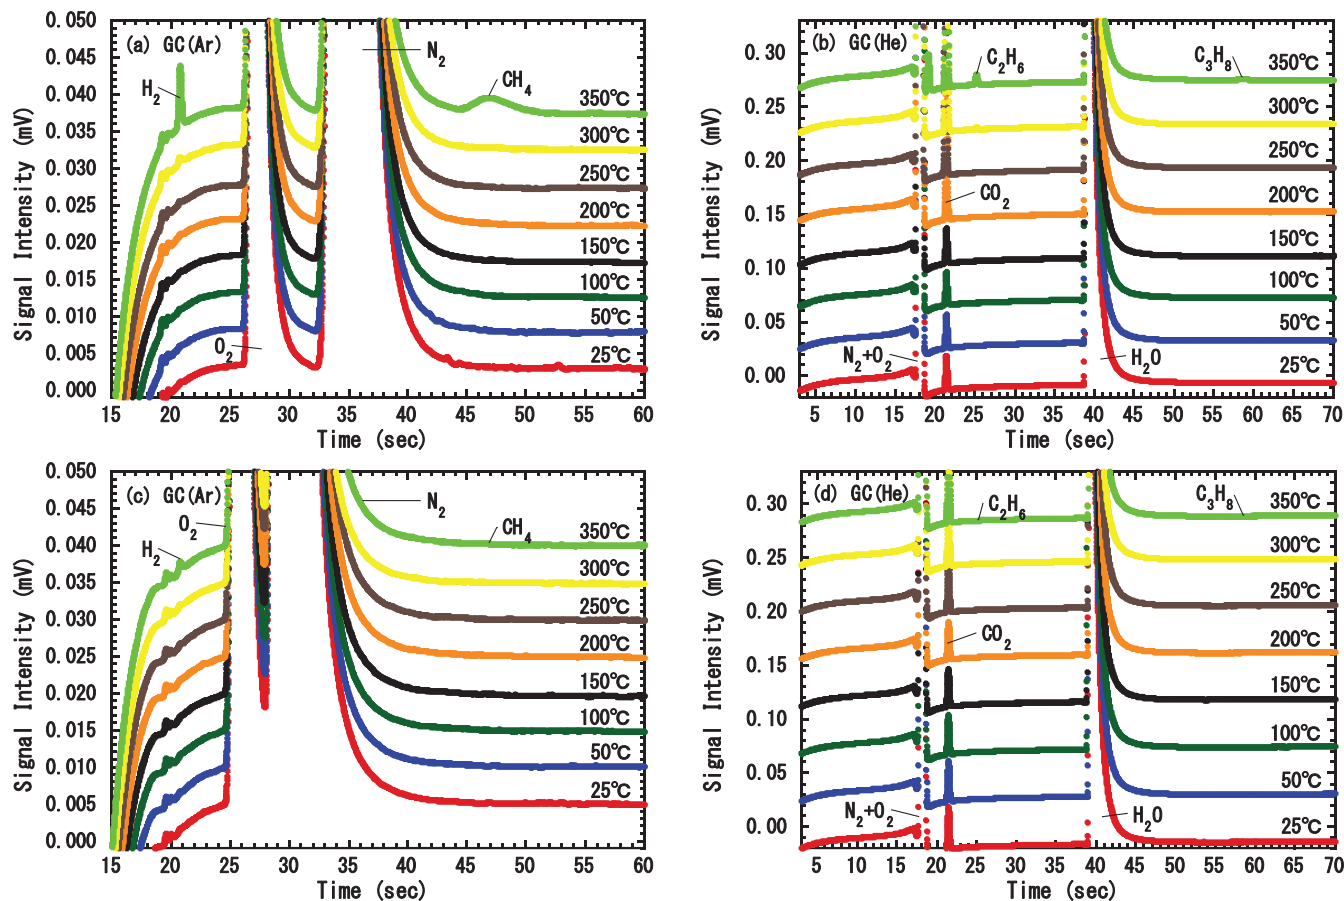 (a) GC(Ar)
H₂
N₂
CH₄
O₂
350℃
300℃
250℃
200℃
150℃
100℃
50℃
25℃
0.050
0.045
0.040
0.035
0.030
0.025
0.020
0.015
0.010
0.005
0.000
Signal Intensity (mV)
15 20 25 30 35 40 45 50 55 60
Time (sec)
(b) GC(He)
C₂H₆
C₃H₈
CO₂
N₂+O₂
H₂O
350℃
300℃
250℃
200℃
150℃
100℃
50℃
25℃
0.30
0.25
0.20
0.15
0.10
0.05
0.00
Signal Intensity (mV)
5 10 15 20 25 30 35 40 45 50 55 60 65 70
Time (sec)
(c) GC(Ar)
O₂
H₂
N₂
CH₄
350℃
300℃
250℃
200℃
150℃
100℃
50℃
25℃
0.050
0.045
0.040
0.035
0.030
0.025
0.020
0.015
0.010
0.005
0.000
Signal Intensity (mV)
15 20 25 30 35 40 45 50 55 60
Time (sec)
(d) GC(He)
C₂H₆
C₃H₈
CO₂
N₂+O₂
H₂O
350℃
300℃
250℃
200℃
150℃
100℃
50℃
25℃
0.30
0.25
0.20
0.15
0.10
0.05
0.00
Signal Intensity (mV)
5 10 15 20 25 30 35 40 45 50 55 60 65 70
Time (sec)